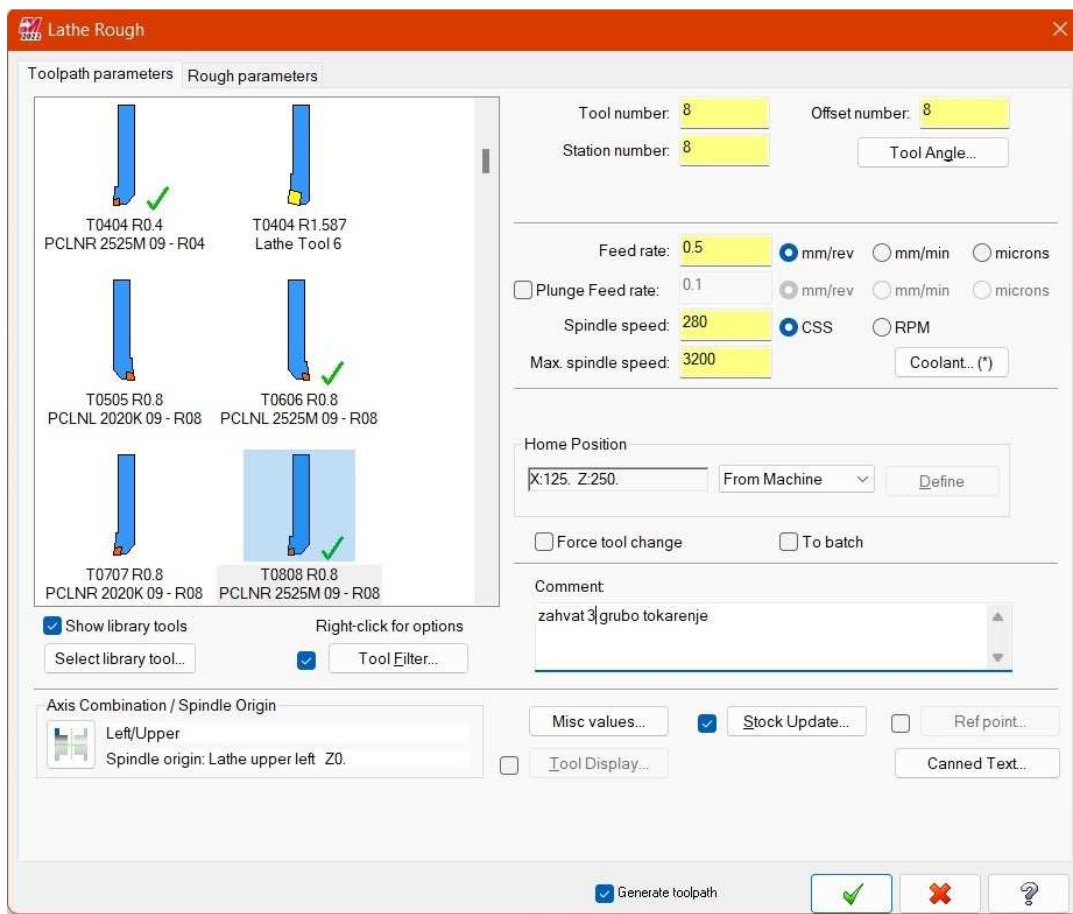 Lathe Rough
Toolpath parameters Rough parameters
T0404 R0.4
PCLNR 2525M 09 - R04
T0404 R1.587
Lathe Tool 6
T0505 R0.8
PCLNL 2020K 09 - R08
T0606 R0.8
PCLNL 2525M 09 - R08
T0707 R0.8
PCLNR 2020K 09 - R08
T0808 R0.8
PCLNR 2525M 09 - R08
Show library tools Right-click for options
Select library tool... Tool Filter...
Axis Combination / Spindle Origin
Left/Upper
Spindle origin: Lathe upper left Z0.
Tool number: 8 Offset number: 8
Station number: 8 Tool Angle...
Feed rate: 0.5 mm/rev mm/min microns
Plunge Feed rate: 0.1 mm/rev mm/min microns
Spindle speed: 280 CSS RPM
Max. spindle speed: 3200 Coolant... (*)
Home Position
X:125. Z:250. From Machine Define
Force tool change To batch
Comment:
zahvat 3 grubo tokarenje
Misc values... Stock Update... Ref point...
Tool Display... Canned Text...
Generate toolpath